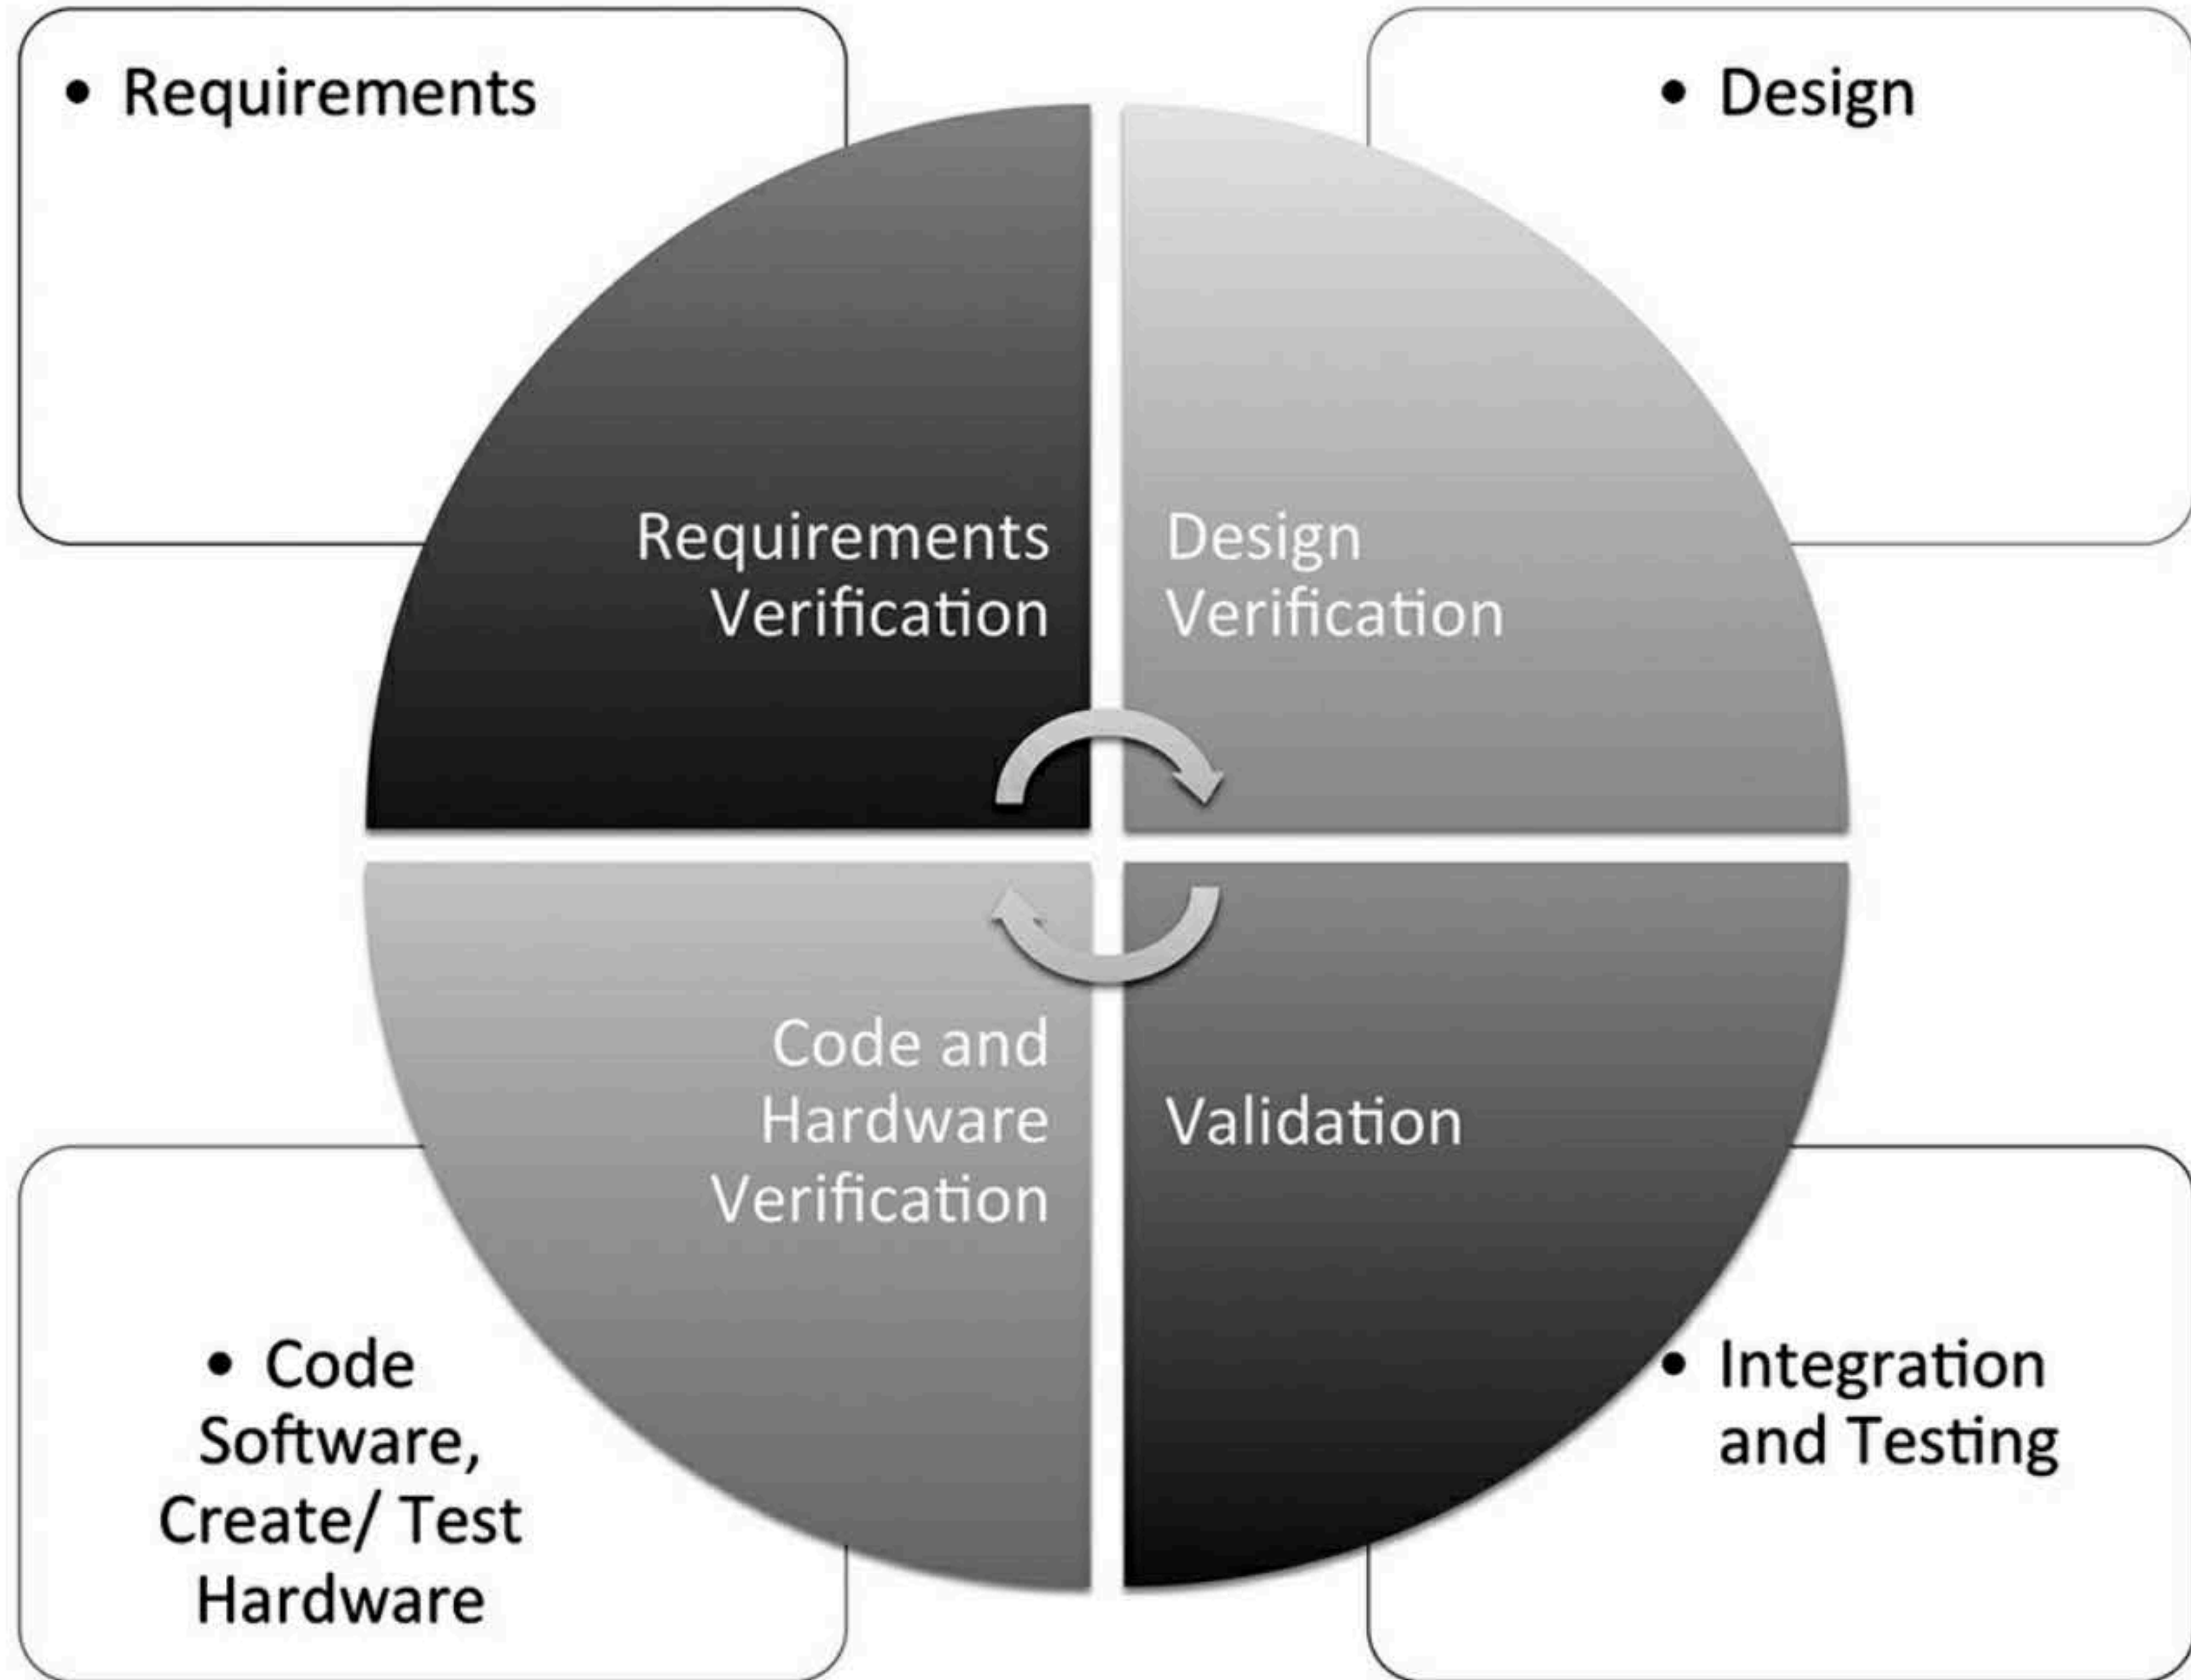 • Requirements
• Design
Requirements
Verification
Design
Verification
Code and
Hardware
Verification
Validation
• Code
Software,
Create/ Test
Hardware
• Integration
and Testing